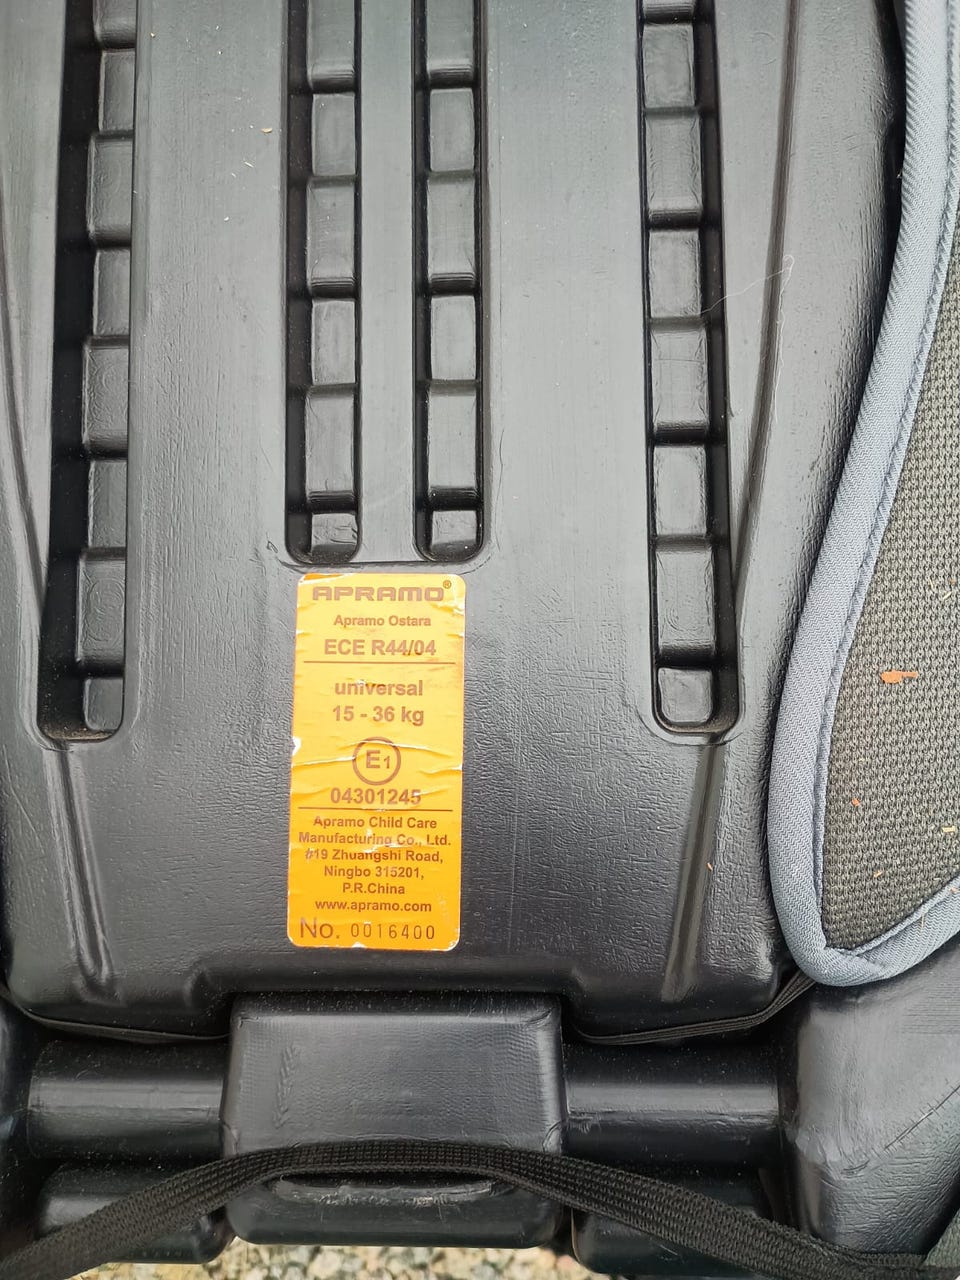 APRAMO®
Apramo Ostara
ECE R44/04
universal
15 - 36 kg
E1
04301245
Apramo Child Care
Manufacturing Co., Ltd.
#19 Zhuangshi Road,
Ningbo 315201,
P.R.China
www.apramo.com
No. 0016400